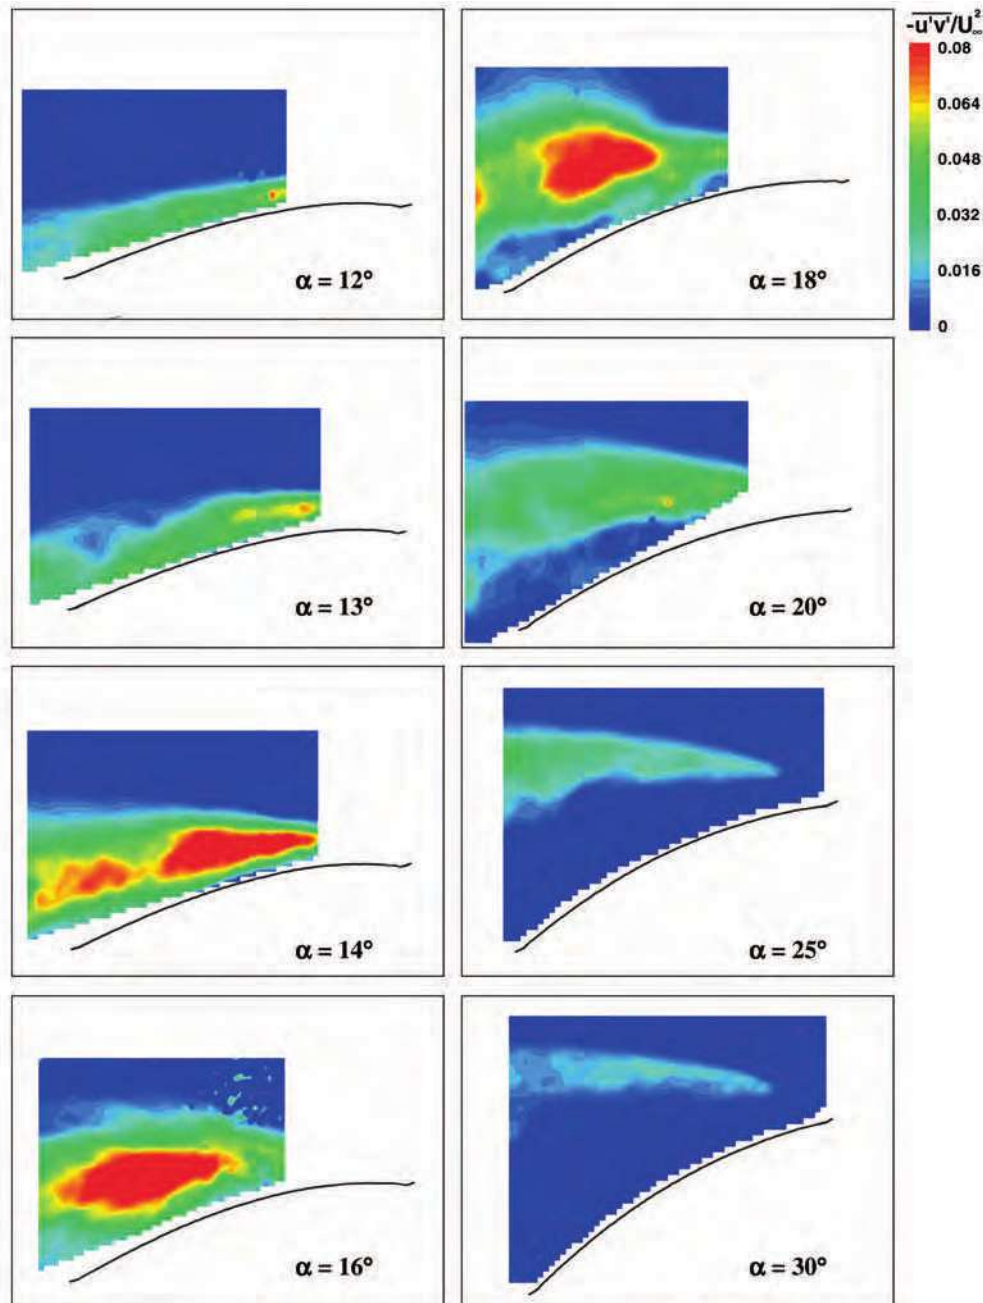 -u'v'/U²∞
0.08
0.064
0.048
0.032
0.016
0
α = 12°
α = 18°
α = 13°
α = 20°
α = 14°
α = 25°
α = 16°
α = 30°